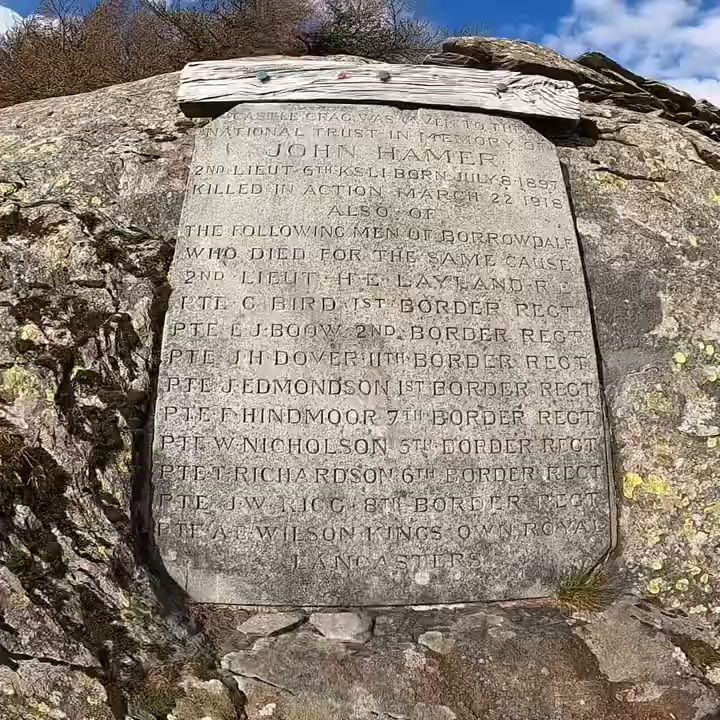 CASTLE CRAG WAS GIVEN TO THE
NATIONAL TRUST IN MEMORY OF
JOHN HAMER
2ND LIEUT 6TH K.S.L.I BORN JULY 8 1897
KILLED IN ACTION MARCH 22 1918
ALSO OF
THE FOLLOWING MEN OF BORROWDALE
WHO DIED FOR THE SAME CAUSE
2ND LIEUT H.E. LAYLAND R.E
PTE G BIRD 1ST BORDER REGT
PTE E J BOOW 2ND BORDER REGT
PTE J H DOVER 11TH BORDER REGT
PTE J. EDMONDSON 1ST BORDER REGT
PTE F HINDMOOR 7TH BORDER REGT
PTE W NICHOLSON 5TH BORDER REGT
PTE T RICHARDSON 6TH BORDER REGT
PTE J.W. RIGG 8TH BORDER REGT
PTE A.C. WILSON KINGS OWN ROYAL
LANCASTERS